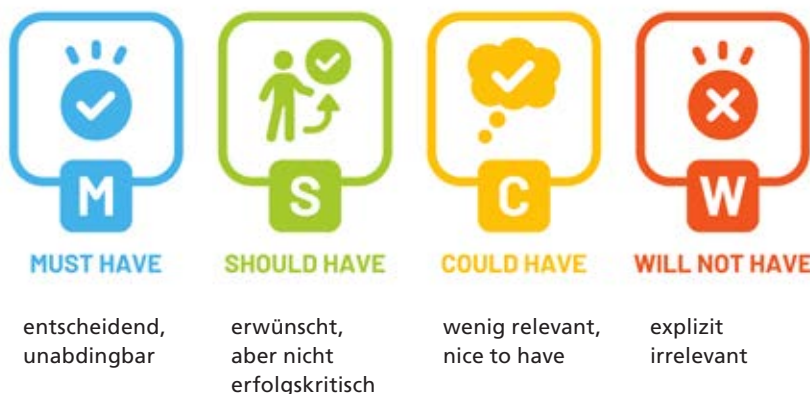 M
S
C
W
MUST HAVE
SHOULD HAVE
COULD HAVE
WILL NOT HAVE
entscheidend,
unabdingbar
erwünscht,
aber nicht
erfolgskritisch
wenig relevant,
nice to have
explizit
irrelevant